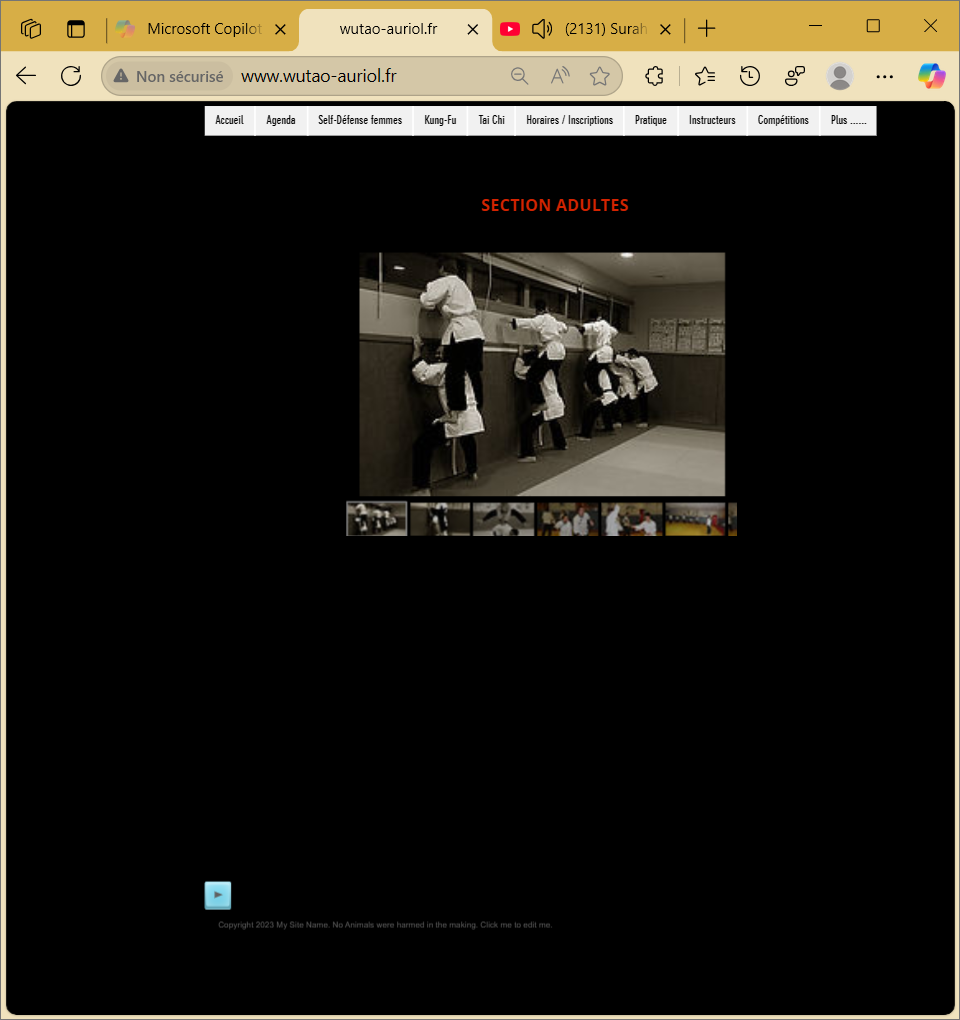 Microsoft Copilot
wutao-auriol.fr
(2131) Surah
Non sécurisé
www.wutao-auriol.fr
Accueil
Agenda
Self-Défense femmes
Kung-Fu
Tai Chi
Horaires / Inscriptions
Pratique
Instructeurs
Compétitions
Plus ......
SECTION ADULTES
Copyright 2023 My Site Name. No Animals were harmed in the making. Click me to edit me.